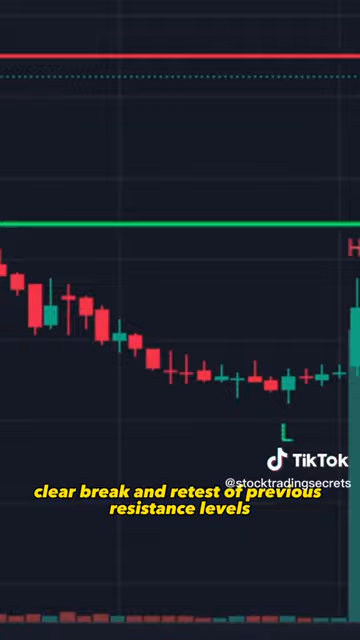 H
L
TikTok
@stocktradingsecrets
clear break and retest of previous
resistance levels